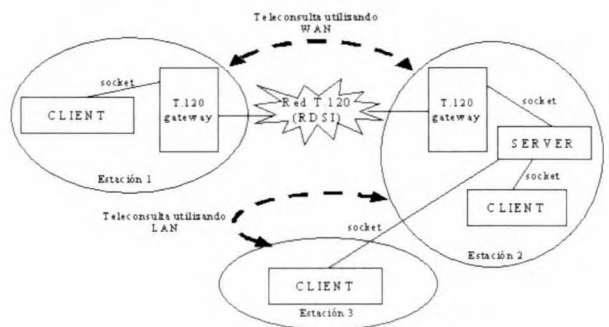 Teleconsulta utilizando
WAN
socket
T.120
gateway
CLIENT
Estación 1
Red T.120
(RDSI)
T.120
gateway
socket
SERVER
socket
CLIENT
Estación 2
Teleconsulta utilizando
LAN
socket
CLIENT
Estación 3